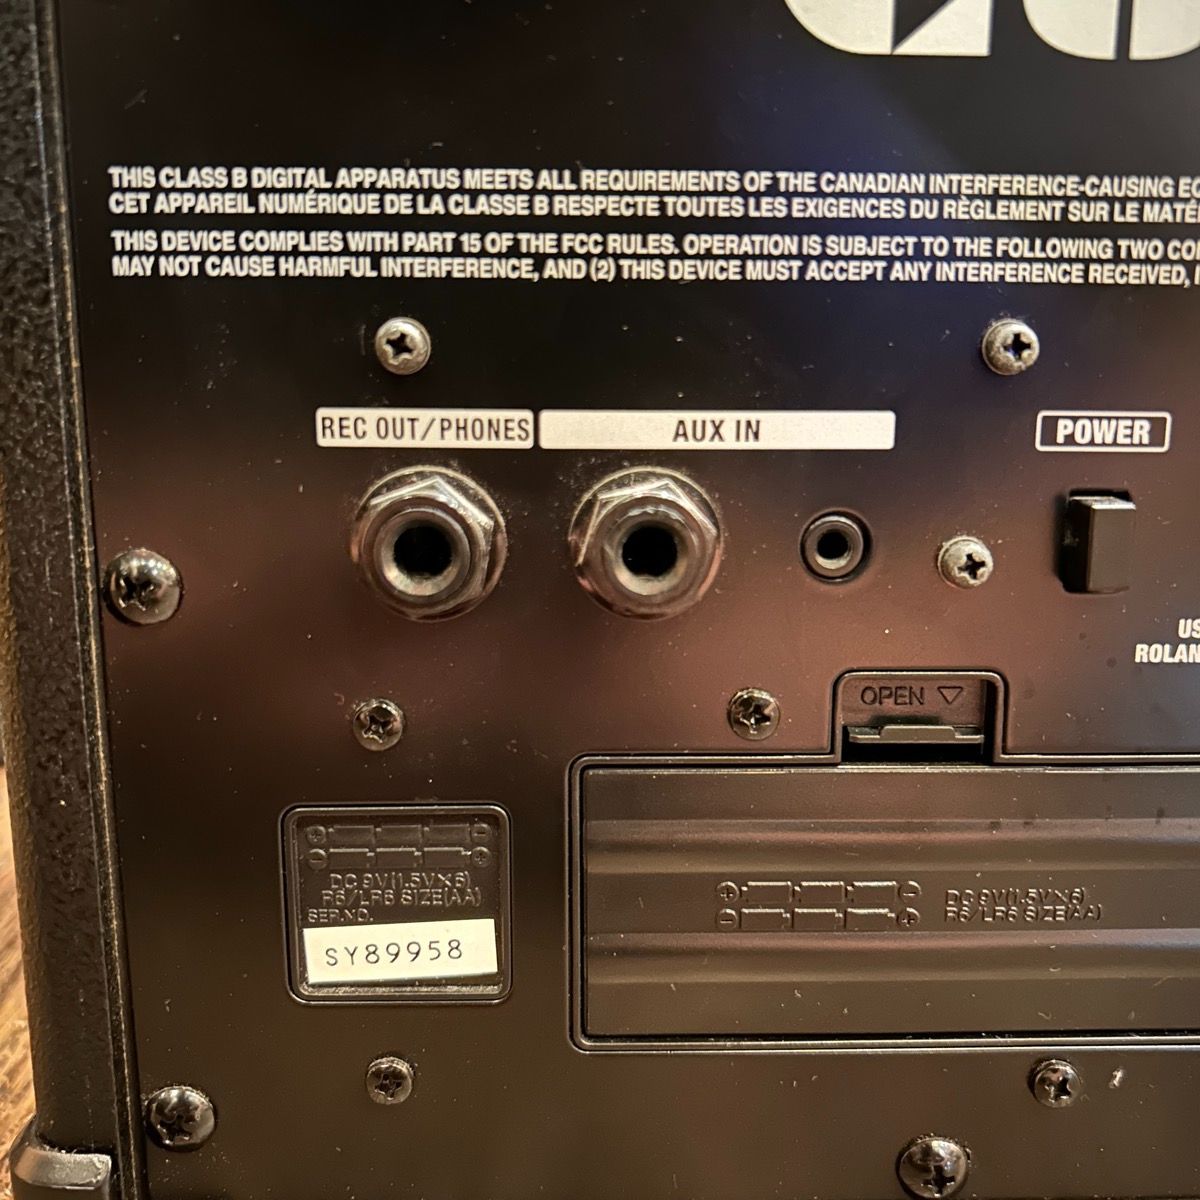 THIS CLASS B DIGITAL APPARATUS MEETS ALL REQUIREMENTS OF THE CANADIAN INTERFERENCE-CAUSING
CET APPAREIL NUMÉRIQUE DE LA CLASSE B RESPECTE TOUTES LES EXIGENCES DU RÈGLEMENT SUR LE
THIS DEVICE COMPLIES WITH PART 15 OF THE FCC RULES. OPERATION IS SUBJECT TO THE FOLLOWING TWO
MAY NOT CAUSE HARMFUL INTERFERENCE, AND (2) THIS DEVICE MUST ACCEPT ANY INTERFERENCE RECEIVED,
REC OUT/PHONES
AUX IN
POWER
OPEN
DC 9V(1.5V×6)
R6/LR6 SIZE(AA)
SER.NO.
SY89958
DC 9V(1.5V×6)
R6/LR6 SIZE(AA)